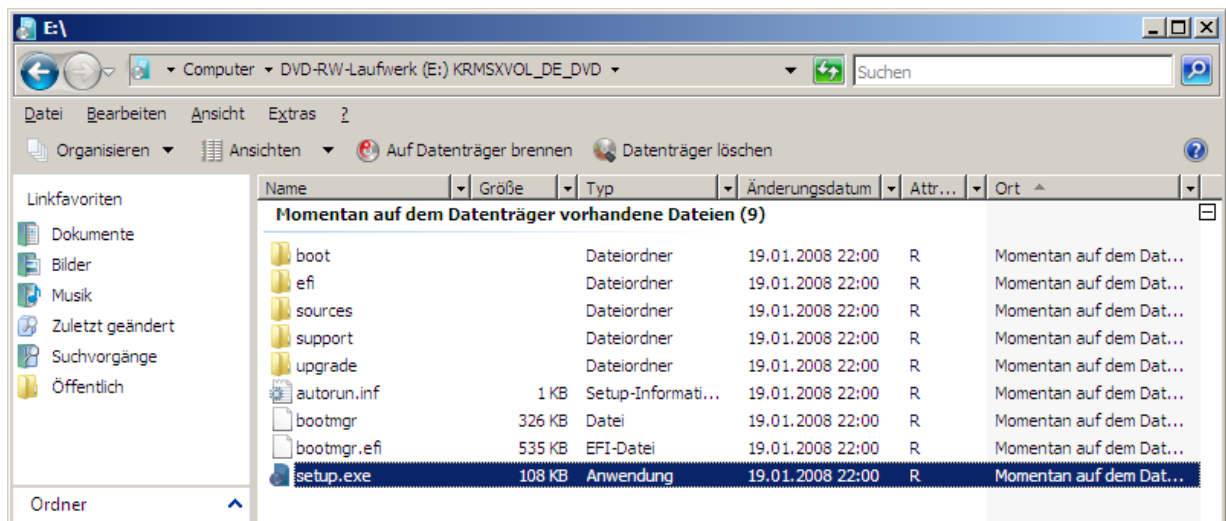 E:\
Computer DVD-RW-Laufwerk (E:) KRMSXVOL_DE_DVD Suchen
Datei Bearbeiten Ansicht Extras ?
Organisieren Ansichten Auf Datenträger brennen Datenträger löschen
Linkfavoriten
Dokumente
Bilder
Musik
Zuletzt geändert
Suchvorgänge
Öffentlich
Ordner
Name Größe Typ Änderungsdatum Attr... Ort
Momentan auf dem Datenträger vorhandene Dateien (9)
boot Dateiordner 19.01.2008 22:00 R Momentan auf dem Dat...
efi Dateiordner 19.01.2008 22:00 R Momentan auf dem Dat...
sources Dateiordner 19.01.2008 22:00 R Momentan auf dem Dat...
support Dateiordner 19.01.2008 22:00 R Momentan auf dem Dat...
upgrade Dateiordner 19.01.2008 22:00 R Momentan auf dem Dat...
autorun.inf 1 KB Setup-Informati... 19.01.2008 22:00 R Momentan auf dem Dat...
bootmgr 326 KB Datei 19.01.2008 22:00 R Momentan auf dem Dat...
bootmgr.efi 535 KB EFI-Datei 19.01.2008 22:00 R Momentan auf dem Dat...
setup.exe 108 KB Anwendung 19.01.2008 22:00 R Momentan auf dem Dat...